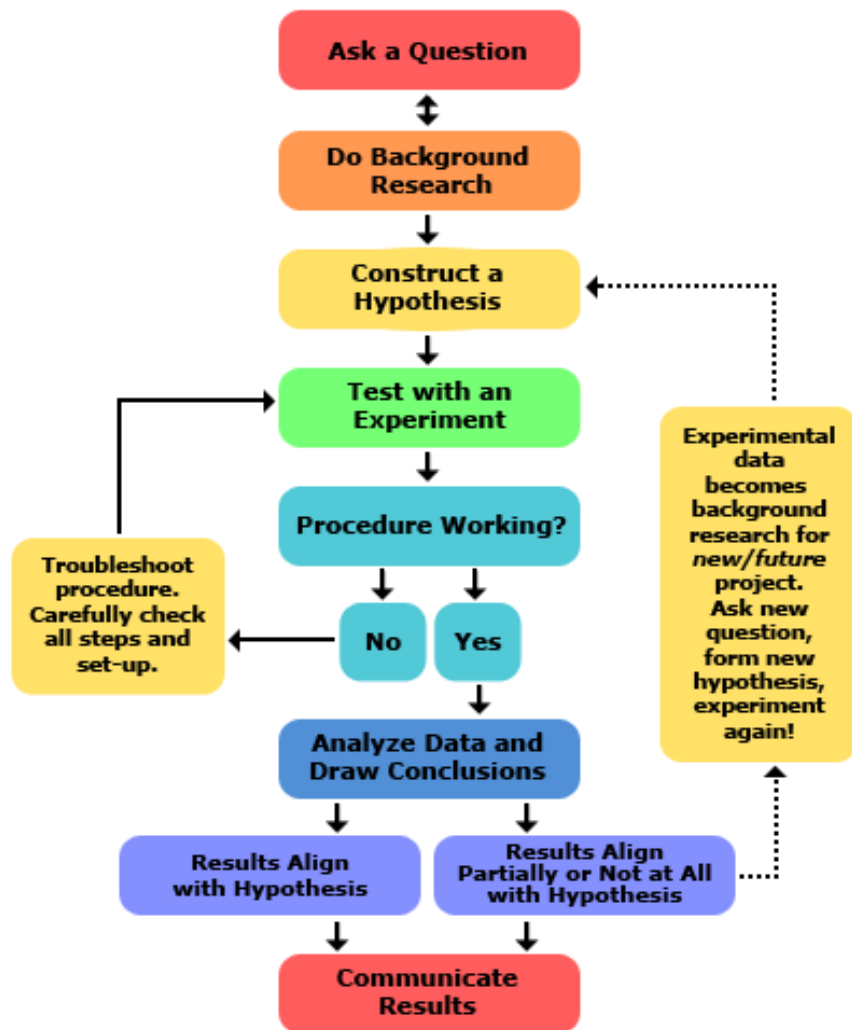 Ask a Question
Do Background
Research
Construct a
Hypothesis
Test with an
Experiment
Procedure Working?
No
Yes
Troubleshoot
procedure.
Carefully check
all steps and
set-up.
Experimental
data
becomes
background
research for
new/future
project.
Ask new
question,
form new
hypothesis,
experiment
again!
Analyze Data and
Draw Conclusions
Results Align
with Hypothesis
Results Align
Partially or Not at All
with Hypothesis
Communicate
Results